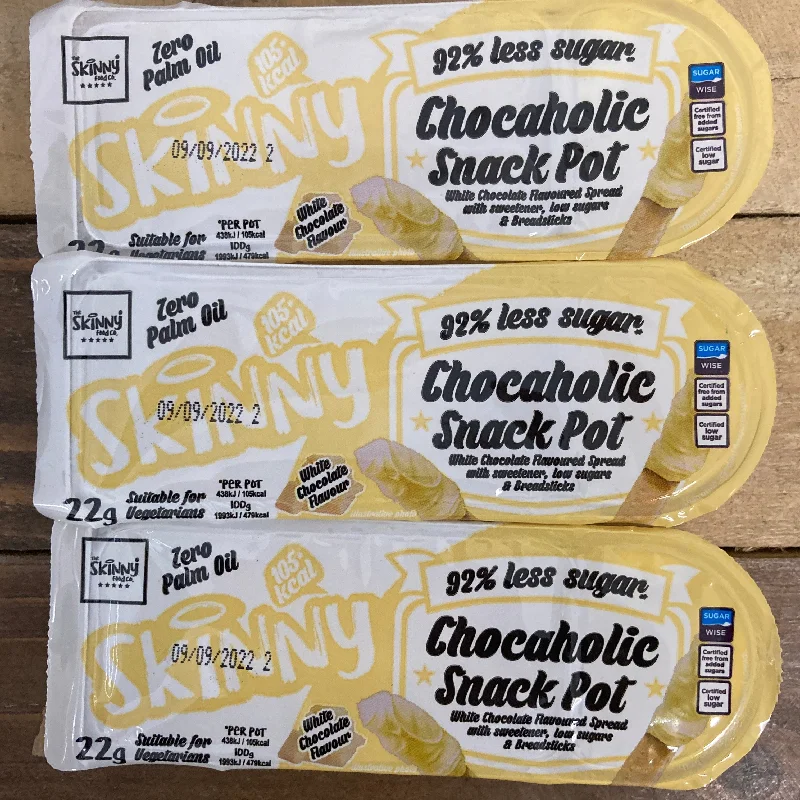 THE
SKINNY
FOOD CO.
Zero
Palm Oil
105*
kcal
SKINNY
09/09/2022 2
92% less sugar.
Chocaholic
Snack Pot
White Chocolate Flavoured Spread
with sweetener, low sugars
& Breadsticks
SUGAR
WISE
Certified
free from
added
sugars
Certified
low
sugar
White
Chocolate
Flavour
22g
Suitable for
Vegetarians
*PER POT
438kJ / 105kcal
100g
1993kJ / 479kcal
THE
SKINNY
FOOD CO.
Zero
Palm Oil
105*
kcal
SKINNY
09/09/2022 2
92% less sugar.
Chocaholic
Snack Pot
White Chocolate Flavoured Spread
with sweetener, low sugars
& Breadsticks
SUGAR
WISE
Certified
free from
added
sugars
Certified
low
sugar
White
Chocolate
Flavour
22g
Suitable for
Vegetarians
*PER POT
438kJ / 105kcal
100g
1993kJ / 479kcal
THE
SKINNY
FOOD CO.
Zero
Palm Oil
105*
kcal
SKINNY
09/09/2022 2
92% less sugar.
Chocaholic
Snack Pot
White Chocolate Flavoured Spread
with sweetener, low sugars
& Breadsticks
SUGAR
WISE
Certified
free from
added
sugars
Certified
low
sugar
White
Chocolate
Flavour
22g
Suitable for
Vegetarians
*PER POT
438kJ / 105kcal
100g
1993kJ / 479kcal